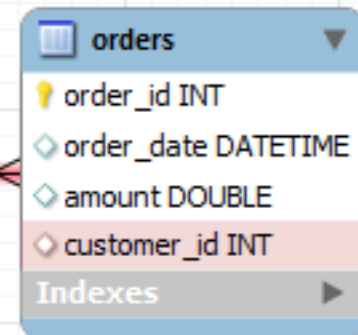 orders
order_id INT
order_date DATETIME
amount DOUBLE
customer_id INT
Indexes